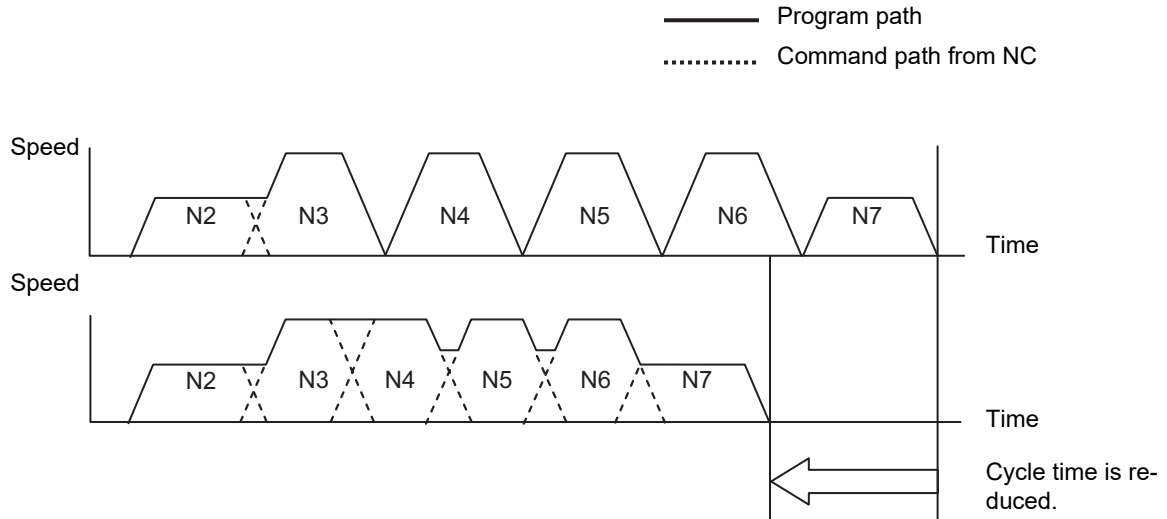 Program path
Command path from NC
Speed
N2
N3
N4
N5
N6
N7
Time
Speed
N2
N3
N4
N5
N6
N7
Time
Cycle time is re-
duced.